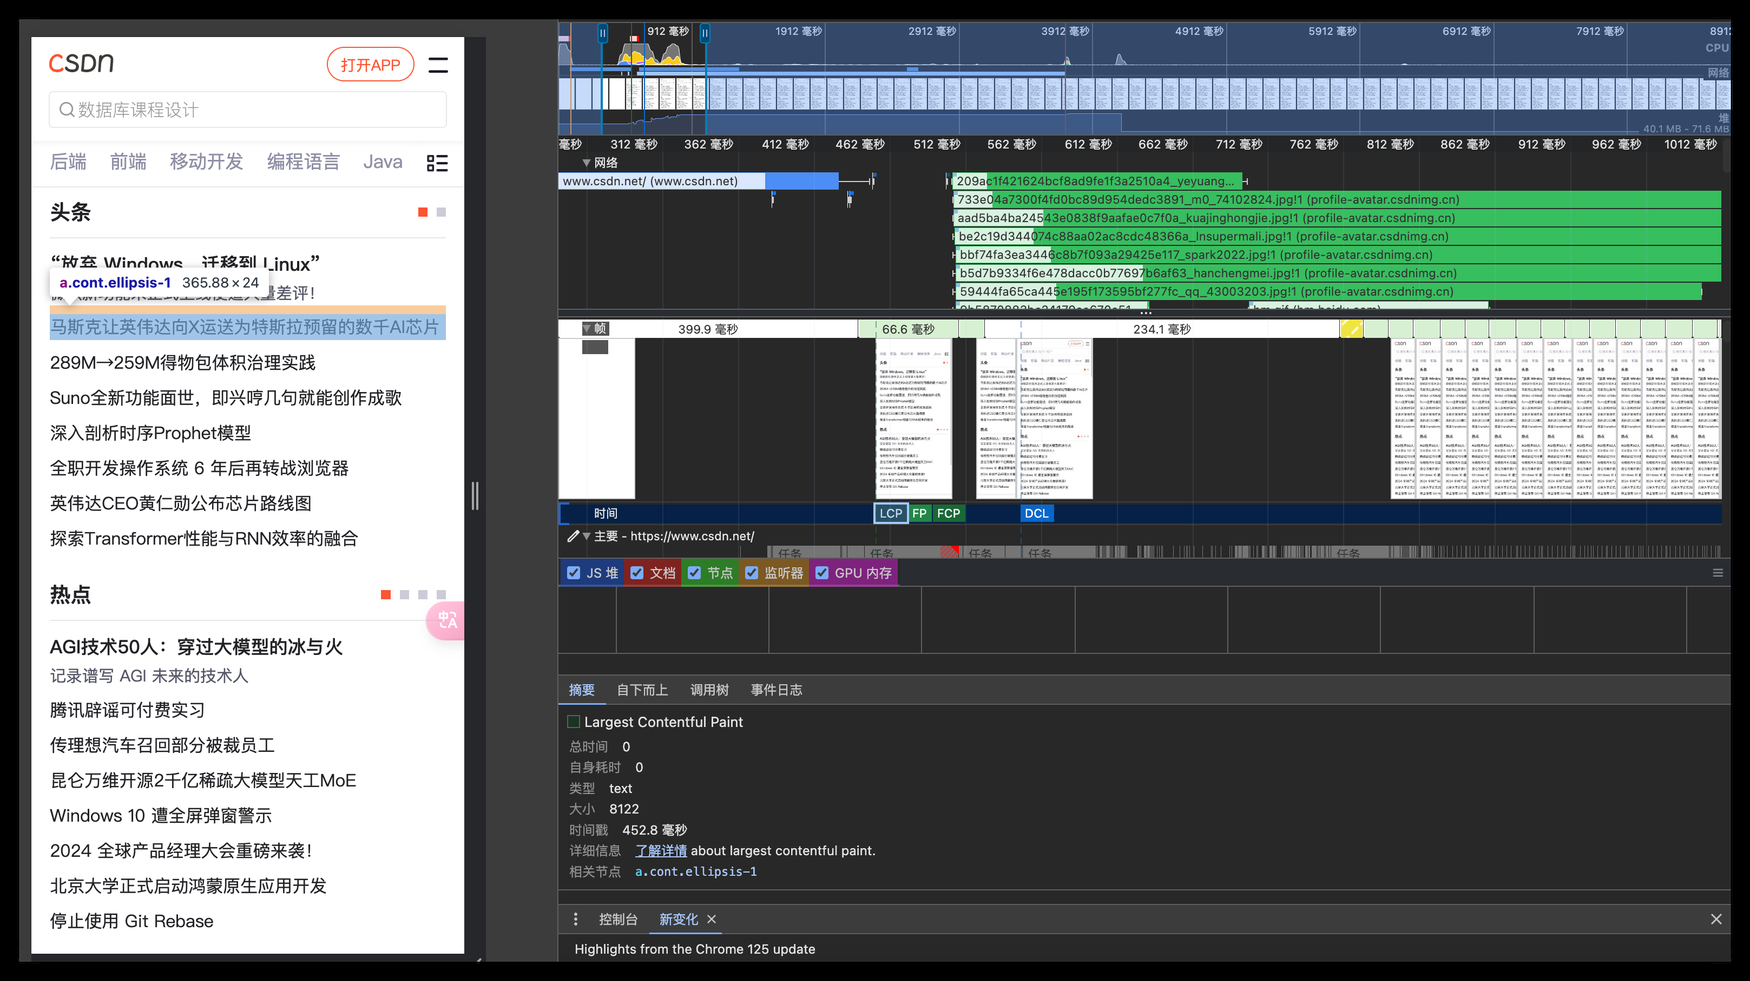 CSDN
打开APP
数据库课程设计
后端 前端 移动开发 编程语言 Java
头条
“放弃 Windows，迁移到 Linux”
a.cont.ellipsis-1 365.88×24
量差评！
马斯克让英伟达向X运送为特斯拉预留的数千AI芯片
289M→259M得物包体积治理实践
Suno全新功能面世，即兴哼几句就能创作成歌
深入剖析时序Prophet模型
全职开发操作系统 6 年后再转战浏览器
英伟达CEO黄仁勋公布芯片路线图
探索Transformer性能与RNN效率的融合
热点
AGI技术50人：穿过大模型的冰与火
记录谱写 AGI 未来的技术人
腾讯辟谣可付费实习
传理想汽车召回部分被裁员工
昆仑万维开源2千亿稀疏大模型天工MoE
Windows 10 遭全屏弹窗警示
2024 全球产品经理大会重磅来袭！
北京大学正式启动鸿蒙原生应用开发
停止使用 Git Rebase
912 毫秒 1912 毫秒 2912 毫秒 3912 毫秒 4912 毫秒 5912 毫秒 6912 毫秒 7912 毫秒 8912
CPU
网络
堆
40.1 MB – 71.6 MB
毫秒 312 毫秒 362 毫秒 412 毫秒 462 毫秒 512 毫秒 562 毫秒 612 毫秒 662 毫秒 712 毫秒 762 毫秒 812 毫秒 862 毫秒 912 毫秒 962 毫秒 1012 毫秒
网络
www.csdn.net/ (www.csdn.net)
209ac1f421624bcf8ad9fe1f3a2510a4_yeyuang...
733e04a7300f4fd0bc89d954dedc3891_m0_74102824.jpg!1 (profile-avatar.csdnimg.cn)
aad5ba4ba24543e0838f9aafae0c7f0a_kuajinghongjie.jpg!1 (profile-avatar.csdnimg.cn)
be2c19d344074c88aa02ac8cdc48366a_lnsupermali.jpg!1 (profile-avatar.csdnimg.cn)
bbf74fa3ea3446c8b7f093a29425e117_spark2022.jpg!1 (profile-avatar.csdnimg.cn)
b5d7b9334f6e478dacc0b77697b6af63_hanchengmei.jpg!1 (profile-avatar.csdnimg.cn)
59444fa65ca445e195f173595bf277fc_qq_43003203.jpg!1 (profile-avatar.csdnimg.cn)
帧 399.9 毫秒 66.6 毫秒 234.1 毫秒
时间 LCP FP FCP DCL
主要 - https://www.csdn.net/
任务 任务 任务 任务 任务
JS 堆 文档 节点 监听器 GPU 内存
摘要 自下而上 调用树 事件日志
Largest Contentful Paint
总时间 0
自身耗时 0
类型 text
大小 8122
时间戳 452.8 毫秒
详细信息 了解详情 about largest contentful paint.
相关节点 a.cont.ellipsis-1
控制台 新变化
Highlights from the Chrome 125 update